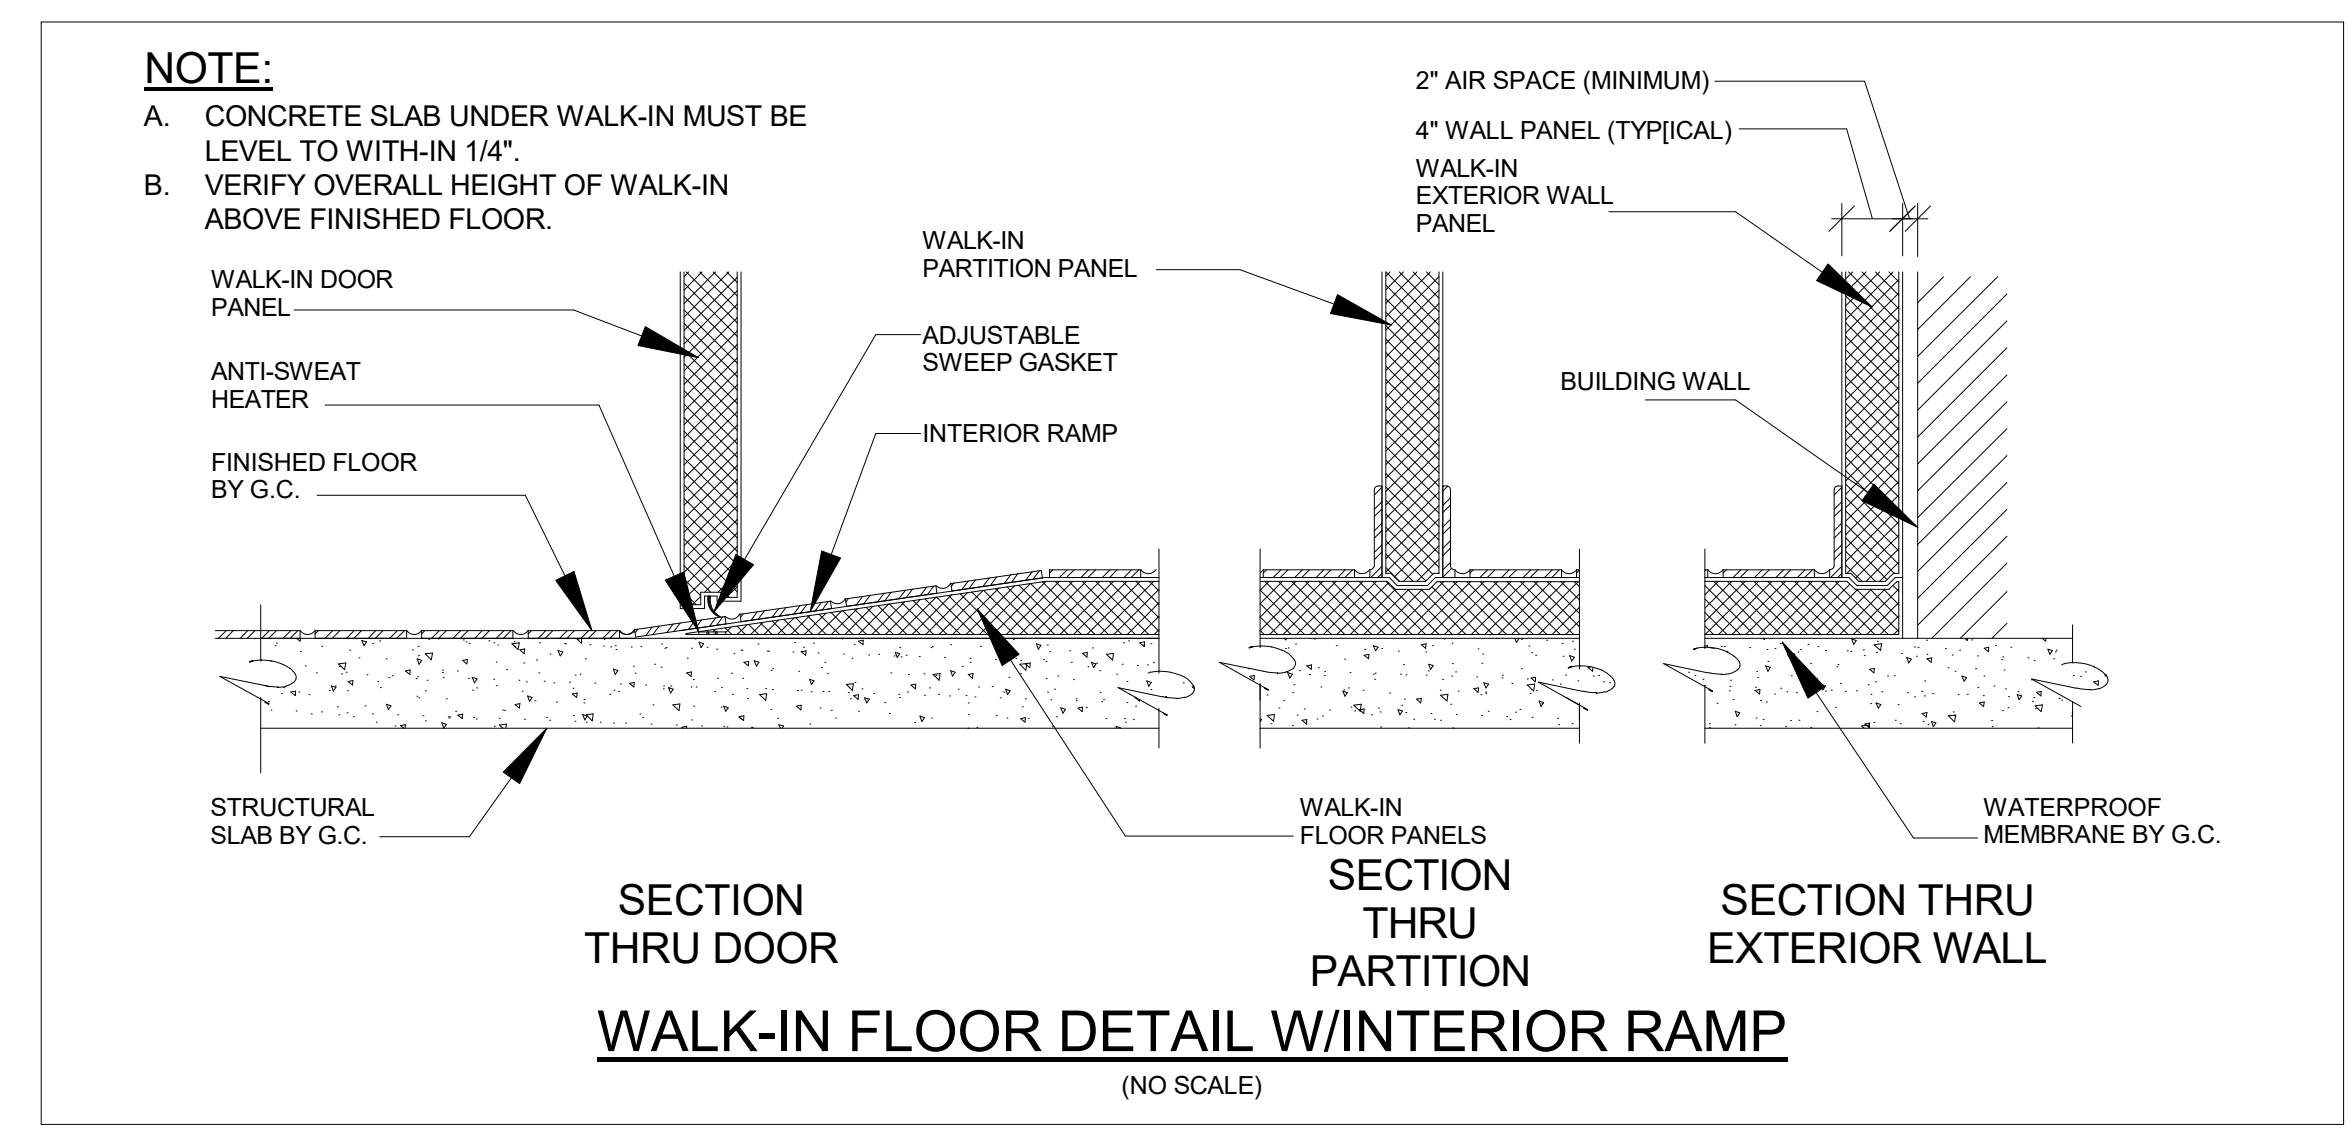 NOTE:
A. CONCRETE SLAB UNDER WALK-IN MUST BE
LEVEL TO WITH-IN 1/4".
B. VERIFY OVERALL HEIGHT OF WALK-IN
ABOVE FINISHED FLOOR.
WALK-IN DOOR
PANEL
ANTI-SWEAT
HEATER
FINISHED FLOOR
BY G.C.
STRUCTURAL
SLAB BY G.C.
WALK-IN
PARTITION PANEL
ADJUSTABLE
SWEEP GASKET
INTERIOR RAMP
2" AIR SPACE (MINIMUM)
4" WALL PANEL (TYP[ICAL)
WALK-IN
EXTERIOR WALL
PANEL
BUILDING WALL
WALK-IN
FLOOR PANELS
WATERPROOF
MEMBRANE BY G.C.
SECTION
THRU DOOR
SECTION
THRU
PARTITION
SECTION THRU
EXTERIOR WALL
WALK-IN FLOOR DETAIL W/INTERIOR RAMP
(NO SCALE)